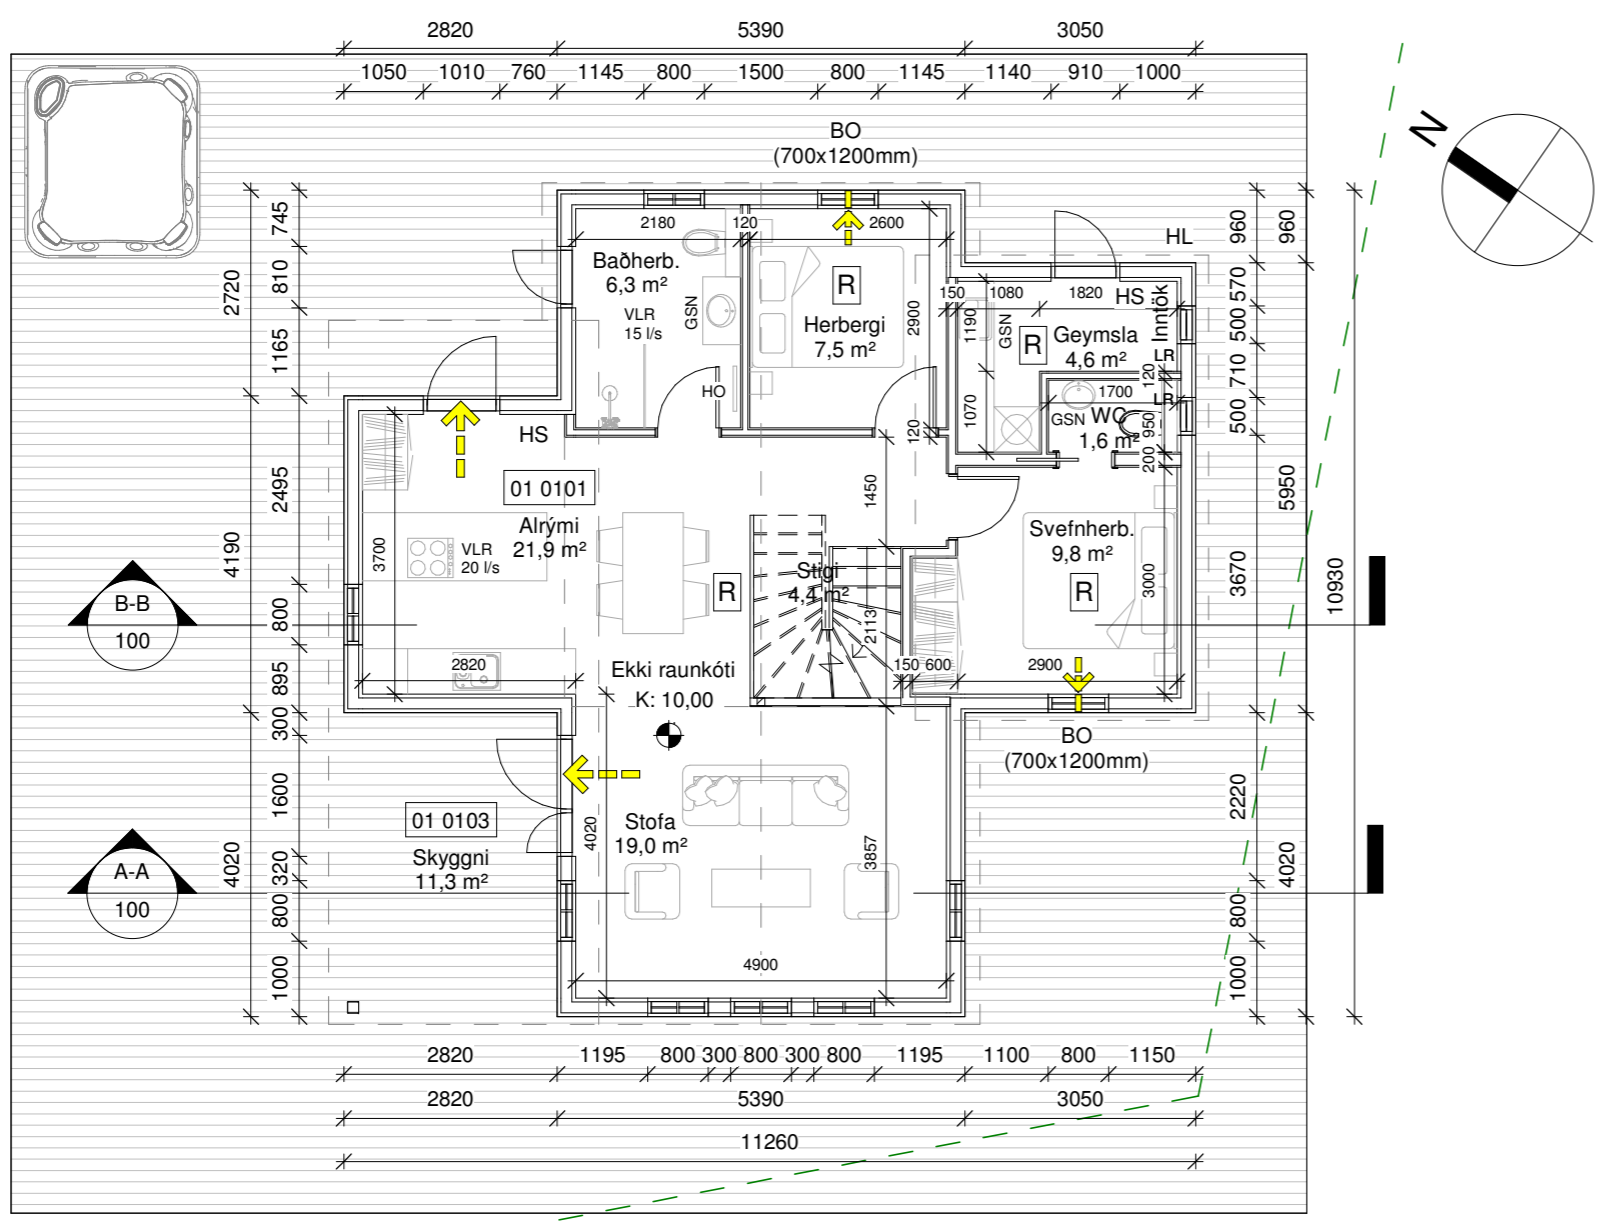 2820 5390 3050
1050 1010 760 1145 800 1500 800 1145 1140 910 1000
BO
(700x1200mm)
N
HL
2180 120 2600
Baðherb.
6,3 m²
VLR
15 l/s
GSN
HO
R
Herbergi
7,5 m²
2900
120
150 1080 1820
HS
Inntök
1190
GSN
R
Geymsla
4,6 m²
LR
120
1700
LR
1070
GSN
WC
1,6 m²
950
200
745
810
1165
2720
2495
4190
800
895
300
1600
4020
320
800
1000
960
960
570
500
710
500
5950
3670
10930
2220
4020
800
1000
HS
01 0101
Alrými
21,9 m²
3700
VLR
20 l/s
1450
R
Stigi
4,4 m²
2113
Svefnherb.
9,8 m²
R
3000
B-B
100
2820
Ekki raunkóti
K: 10,00
150 600 2900
BO
(700x1200mm)
01 0103
Skyggni
11,3 m²
4020
Stofa
19,0 m²
3857
A-A
100
4900
2820 1195 800 300 800 300 800 1195 1100 800 1150
2820 5390 3050
11260